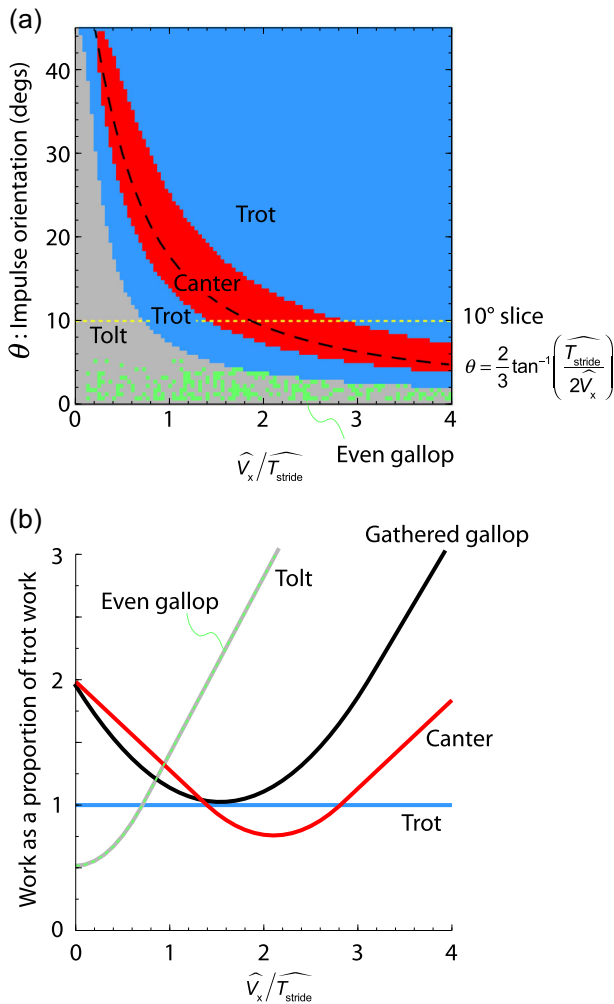 (a)
θ: Impulse orientation (degs)
40
30
20
10
0
Trot
Canter
Trot
Tolt
10° slice
θ = 2/3 tan⁻¹(T̂stride / 2V̂x)
0
1
2
3
4
V̂x/T̂stride
Even gallop
(b)
Work as a proportion of trot work
3
2
1
0
Gathered gallop
Tolt
Even gallop
Canter
Trot
0
1
2
3
4
V̂x/T̂stride